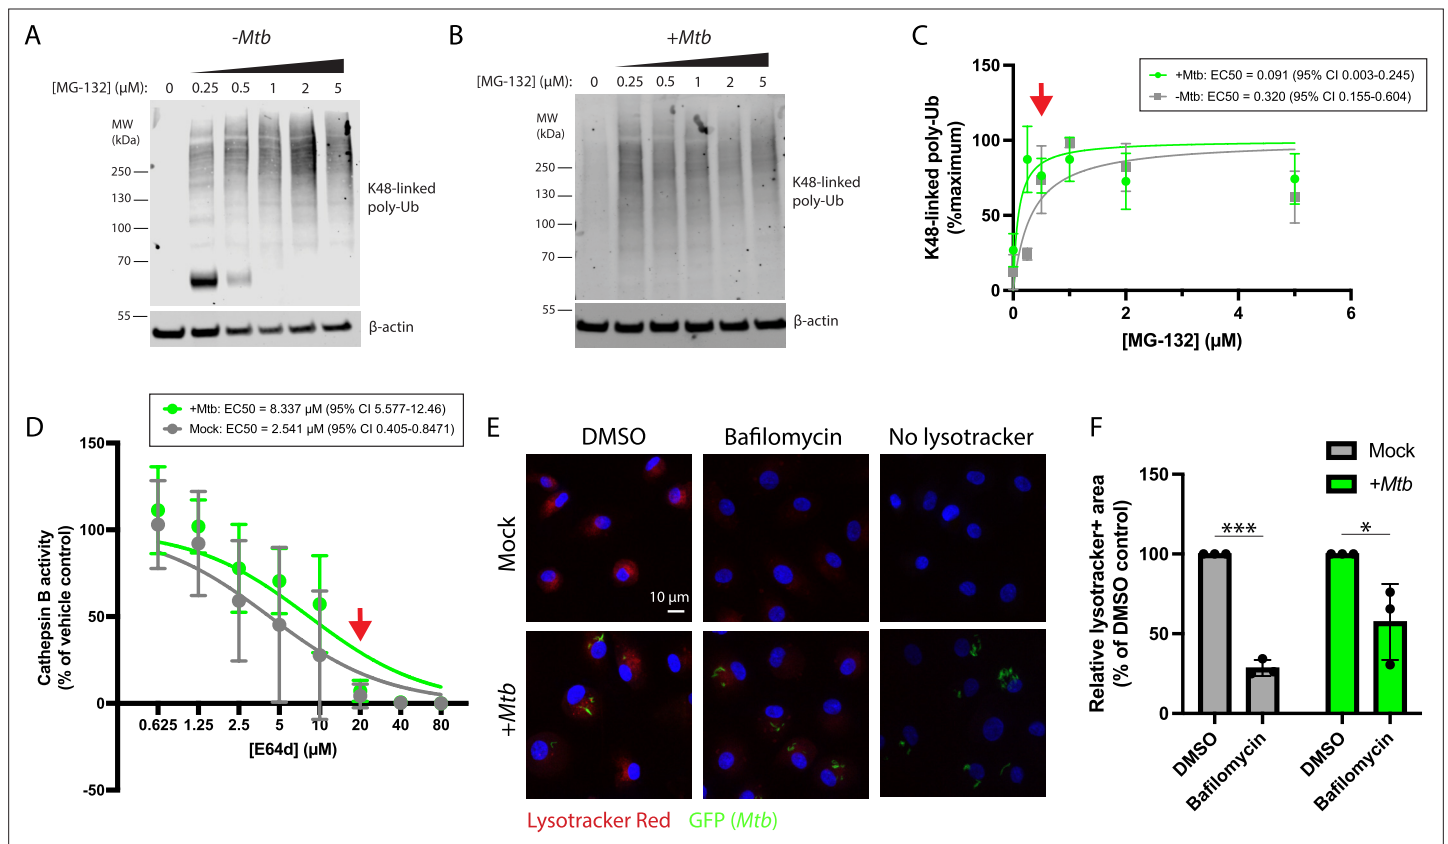 A
-Mtb
[MG-132] (µM): 0 0.25 0.5 1 2 5
MW
(kDa)
250
130
100
70
55
K48-linked
poly-Ub
β-actin
B
+Mtb
[MG-132] (µM): 0 0.25 0.5 1 2 5
MW
(kDa)
250
130
100
70
55
K48-linked
poly-Ub
β-actin
C
+Mtb: EC50 = 0.091 (95% CI 0.003-0.245)
-Mtb: EC50 = 0.320 (95% CI 0.155-0.604)
K48-linked poly-Ub
(%maximum)
150
100
50
0
0 2 4 6
[MG-132] (µM)
D
+Mtb: EC50 = 8.337 µM (95% CI 5.577-12.46)
Mock: EC50 = 2.541 µM (95% CI 0.405-0.8471)
Cathepsin B activity
(% of vehicle control)
150
100
50
0
-50
0.625 1.25 2.5 5 10 20 40 80
[E64d] (µM)
E
DMSO Bafilomycin No lysotracker
Mock
10 µm
+Mtb
Lysotracker Red GFP (Mtb)
F
Mock
+Mtb
Relative lysotracker+ area
(% of DMSO control)
150
100
50
0
*** *
DMSO Bafilomycin DMSO Bafilomycin